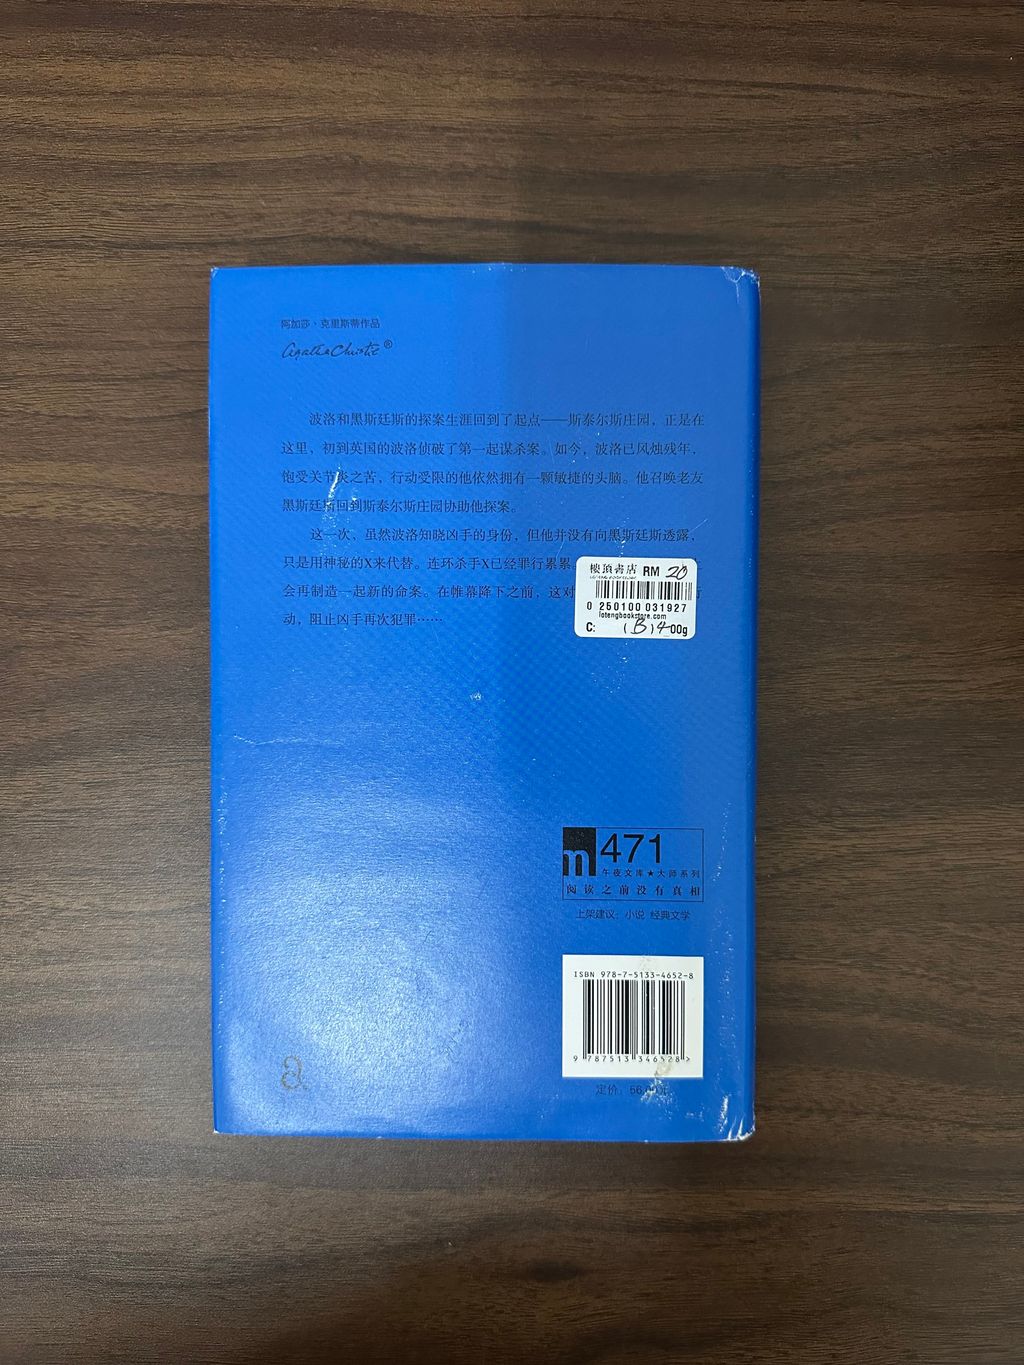 阿加莎·克里斯蒂作品
Agatha Christie®
波洛和黑斯廷斯的探案生涯回到了起点——斯泰尔斯庄园，正是在
这里，初到英国的波洛侦破了第一起谋杀案。如今，波洛已风烛残年，
饱受关节炎之苦，行动受限的他依然拥有一颗敏捷的头脑。他召唤老友
黑斯廷斯回到斯泰尔斯庄园协助他探案。
这一次，虽然波洛知晓凶手的身份，但他并没有向黑斯廷斯透露，
只是用神秘的X来代替。连环杀手X已经罪行累累，
会再制造一起新的命案。在帷幕降下之前，这对
动，阻止凶手再次犯罪……
樓頂書店 RM 20
0 250100 031927
lotengbookstore.com
C: 00g
m 471
午夜文库★大师系列
阅读之前没有真相
上架建议：小说 经典文学
ISBN 978-7-5133-4652-8
9 787513 346528 >
定价：56.00元
a